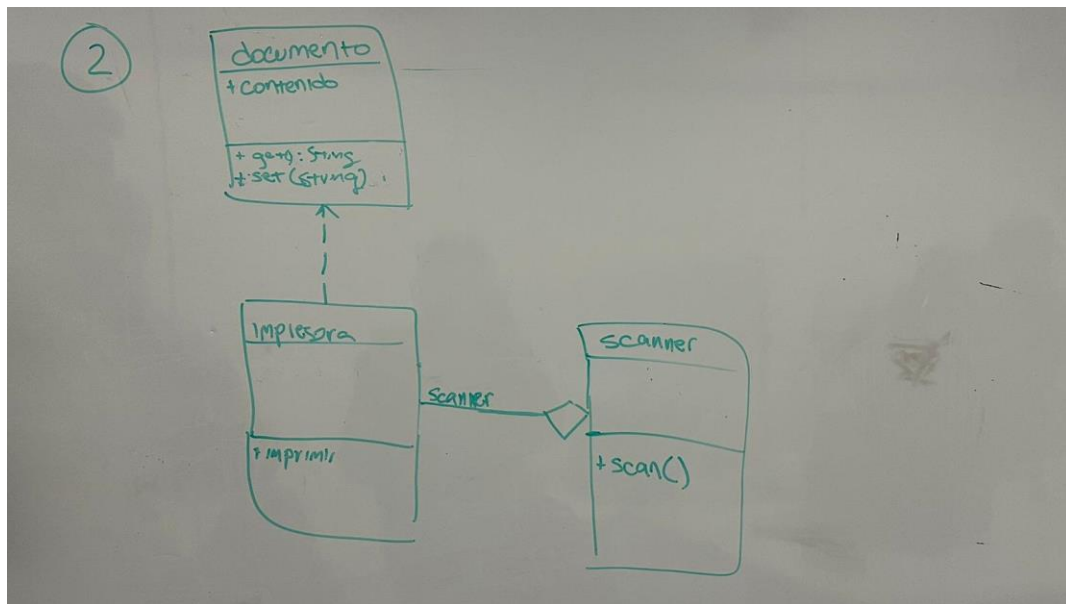 2
documento
+ contenido
+ get(): String
+ set (string)
impresora
+ imprimir
scanner
scanner
+ scan()